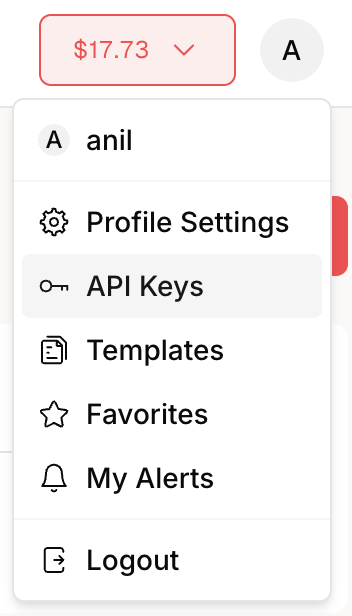 $17.73
A
A anil
Profile Settings
API Keys
Templates
Favorites
My Alerts
Logout